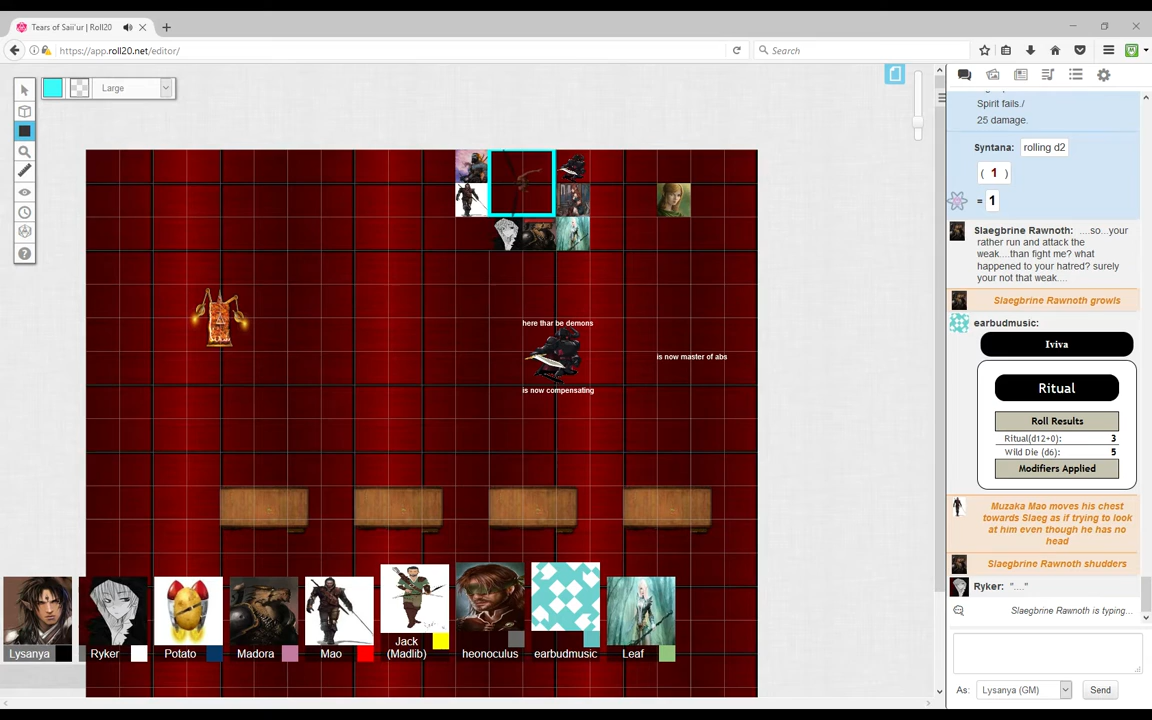 Tears of Saii'ur | Roll20
https://app.roll20.net/editor/
Search
Large
Spirit fails./
25 damage.
Syntana: rolling d2
( 1 )
= 1
Slaegbrine Rawnoth: ....so...your
rather run and attack the
weak....than fight me? what
happened to your hatred? surely
your not that weak....
Slaegbrine Rawnoth growls
earbudmusic:
Iviva
Ritual
Roll Results
Ritual(d12+0): 3
Wild Die (d6): 5
Modifiers Applied
Muzaka Mao moves his chest
towards Slaeg as if trying to look
at him even though he has no
head
Slaegbrine Rawnoth shudders
Ryker: "...."
Slaegbrine Rawnoth is typing...
As: Lysanya (GM) Send
here thar be demons
is now master of abs
is now compensating
Lysanya
Ryker
Potato
Madora
Mao
Jack
(Madlib)
heonoculus
earbudmusic
Leaf